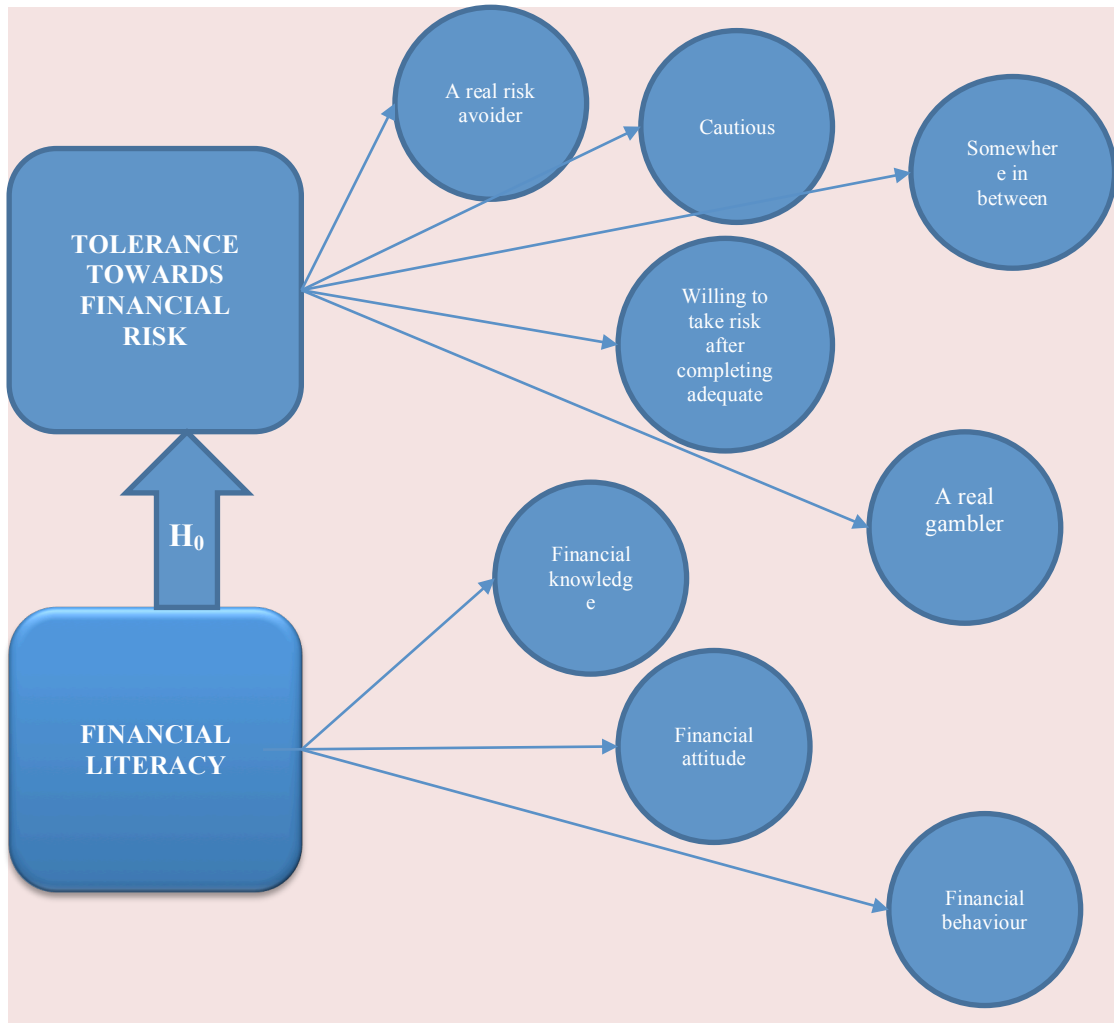 A real risk
avoider
Cautious
Somewher
e in
between
TOLERANCE
TOWARDS
FINANCIAL
RISK
Willing to
take risk
after
completing
adequate
A real
gambler
H₀
Financial
knowledg
e
FINANCIAL
LITERACY
Financial
attitude
Financial
behaviour